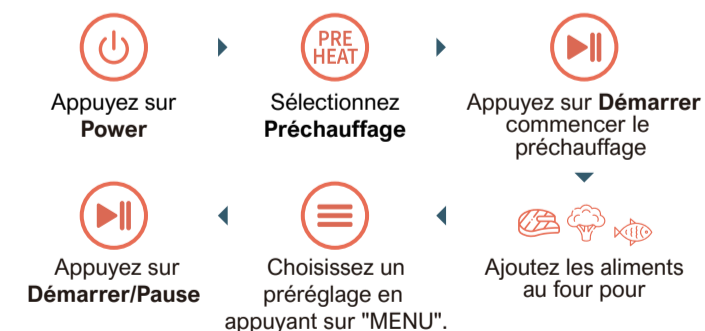 Appuyez sur
Power
PRE
HEAT
Sélectionnez
Préchauffage
Appuyez sur Démarrer
commencer le
préchauffage
Ajoutez les aliments
au four pour
Choisissez un
préréglage en
appuyant sur "MENU".
Appuyez sur
Démarrer/Pause